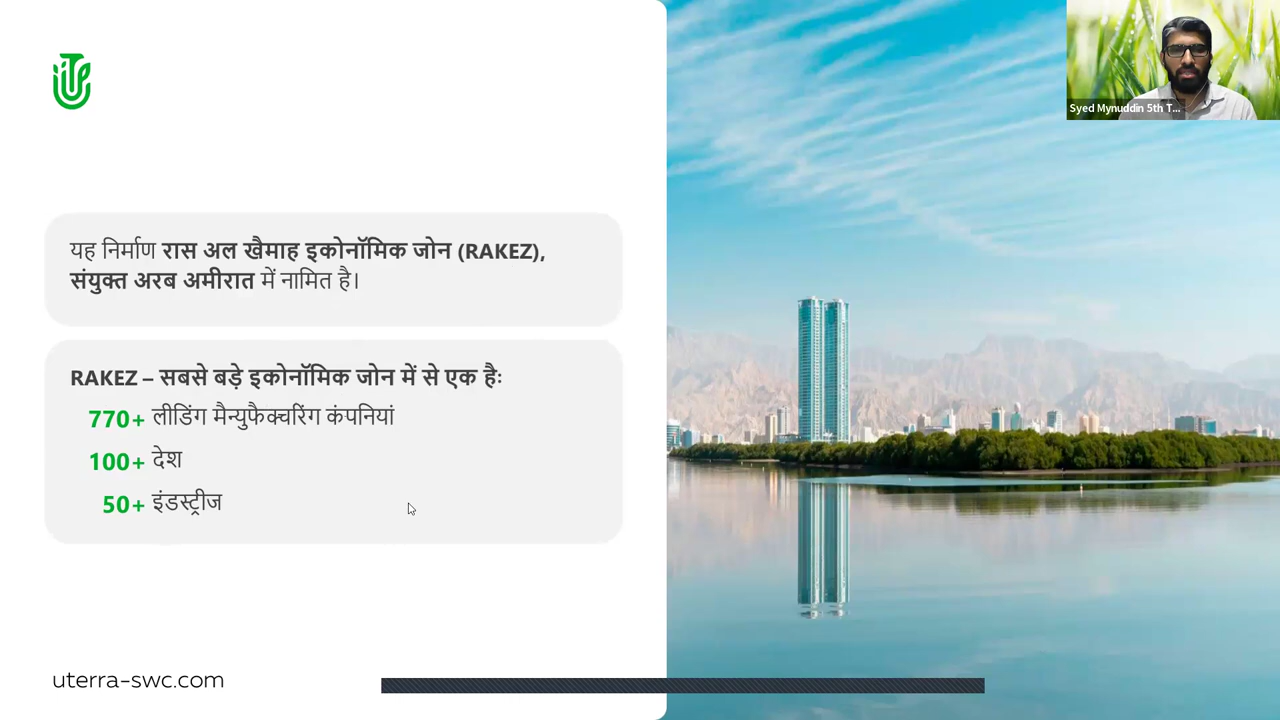 Syed Mynuddin 5th T...
यह निर्माण रास अल खैमाह इकोनॉमिक जोन (RAKEZ),
संयुक्त अरब अमीरात में नामित है।
RAKEZ – सबसे बड़े इकोनॉमिक जोन में से एक है:
770+ लीडिंग मैन्युफैक्चरिंग कंपनियां
100+ देश
50+ इंडस्ट्रीज
uterra-swc.com